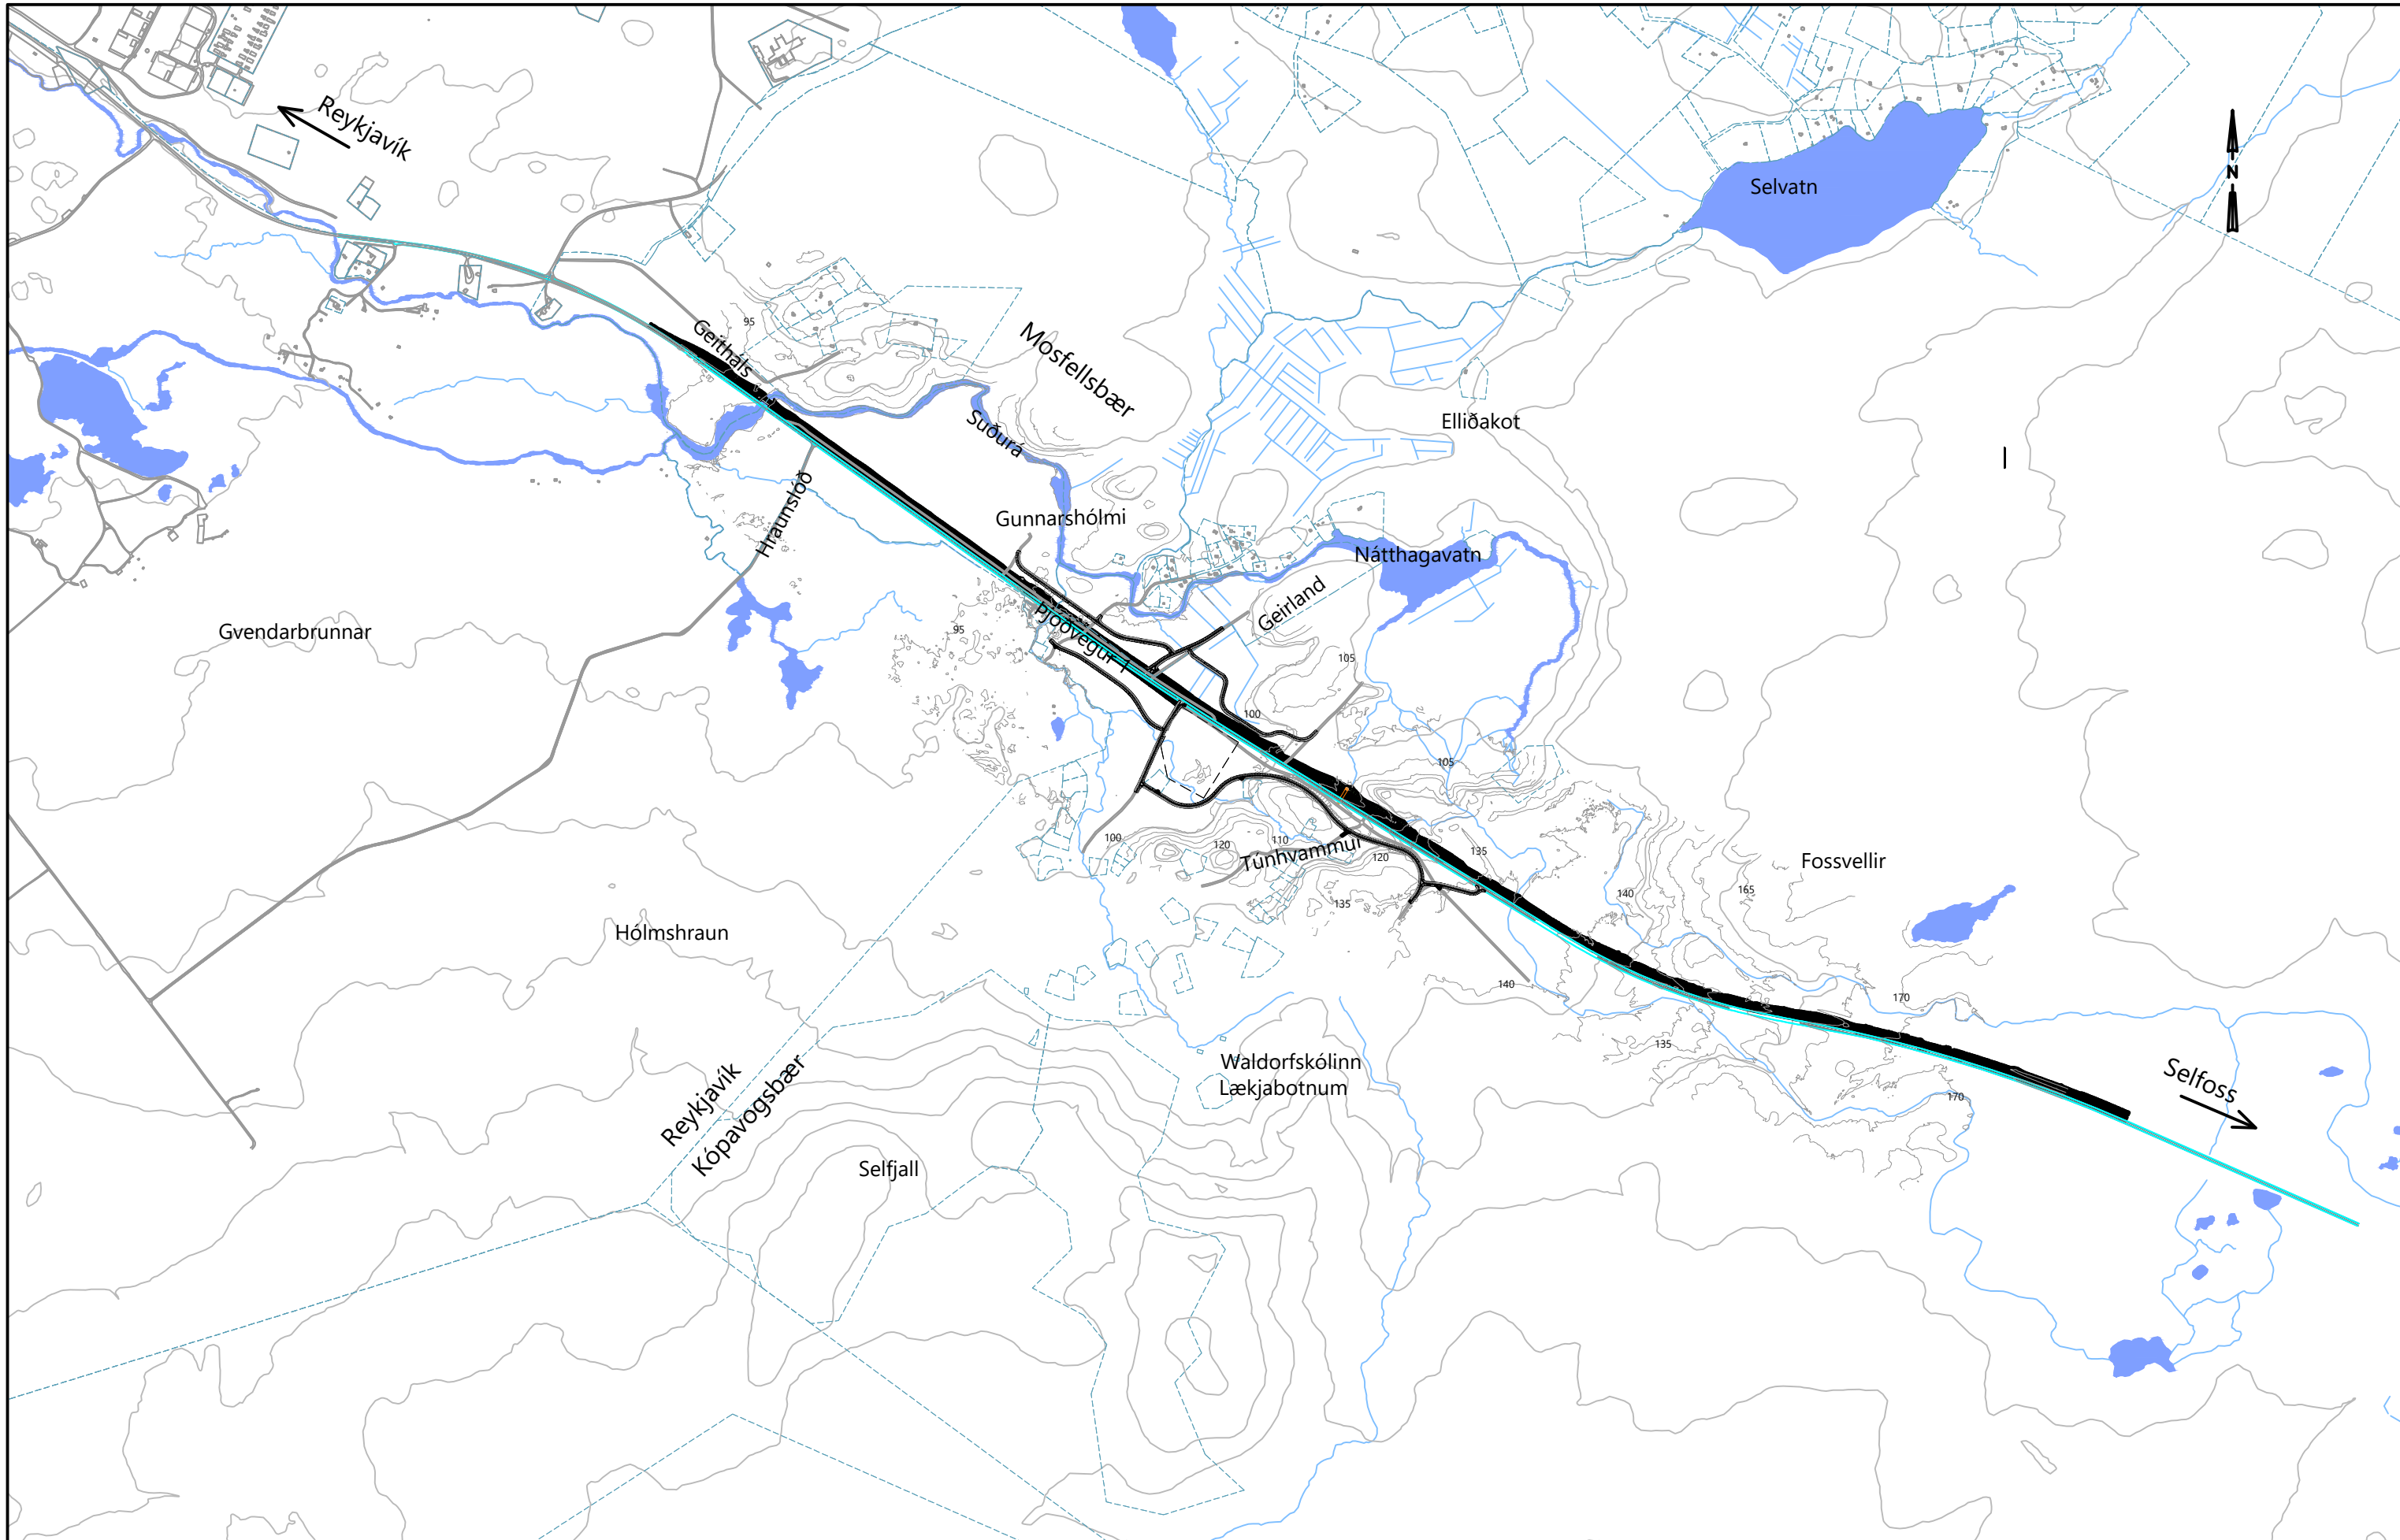 Reykjavík
N
Selvatn
Geitháls
95
Mosfellsbær
Suðurá
Elliðakot
Hraunslóð
Gunnarshólmi
Nátthagavatn
Geirland
Þjóðvegur 1
Gvendarbrunnar
95
105
100
105
100
120
110
Túnhvammur
120
135
135
140
165
Fossvellir
Hólmshraun
140
170
135
170
Waldorfskólinn
Lækjabotnum
Selfoss
Reykjavík
Kópavogsbær
Selfjall